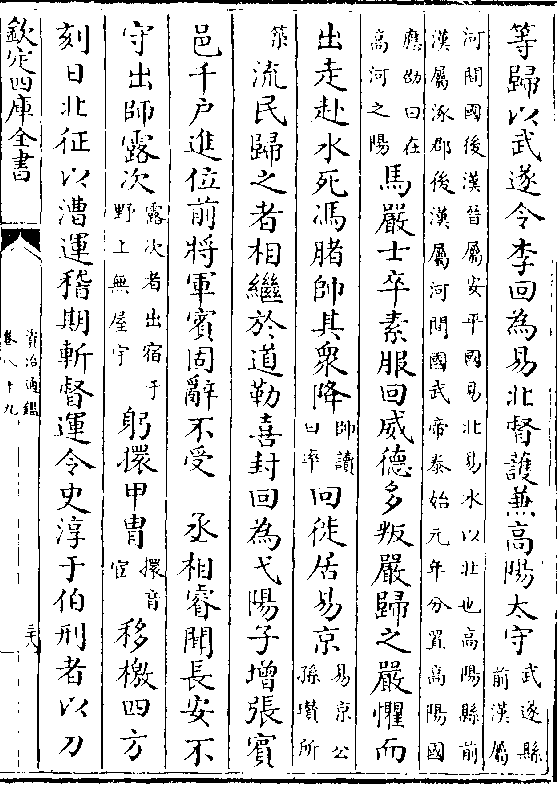 等歸以武遂令李回為易北督護兼高陽太守武遂縣前漢屬
河間國後漢晉屬安平國易北易水以北也高陽縣前漢屬涿郡後漢屬河間國武帝泰始元年分置高陽國
應劭曰在高河之陽馬嚴士卒素服回威德多叛嚴歸之嚴懼而
出走赴水死馮䐗帥其衆降帥讀曰率回徙居易京易京公孫瓚所
築流民歸之者相繼於道勒喜封回為弋陽子增張賓
邑千户進位前將軍賓固辭不受 丞相睿聞長安不
守出師露次露次者出宿于野上無屋宇躬擐甲冑擐音宦移檄四方
刻日北征以漕運稽期斬督運令史淳于伯刑者以刀
欽定四庫全書
資治通鑑
卷八十九